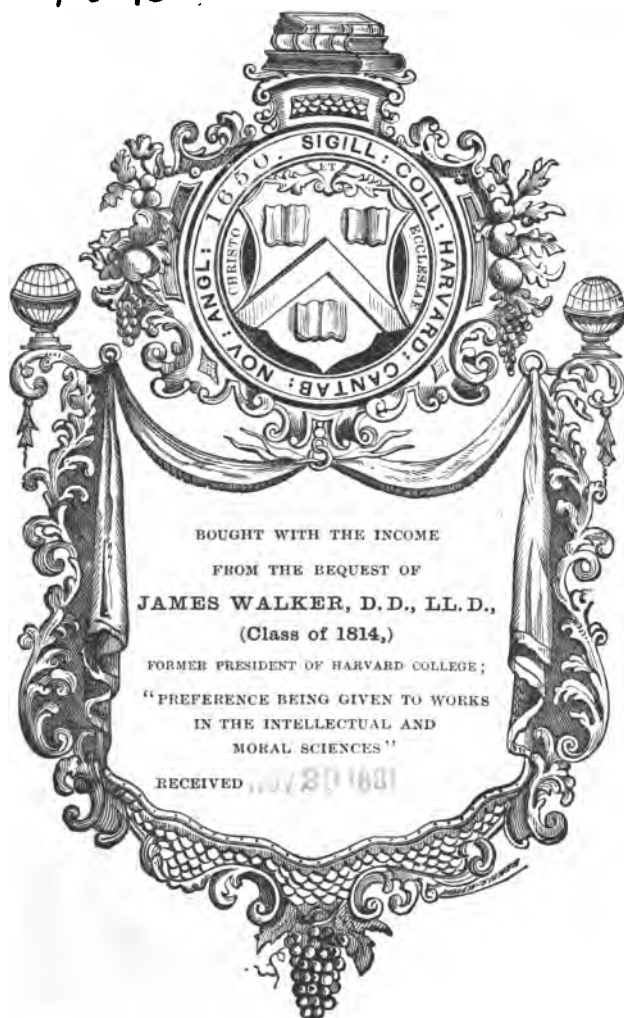 SIGILL: COLL: HARVARD: CANTAB: NOV: ANGL: 1650.
ET
CHRISTO
ECCLESIAE
BOUGHT WITH THE INCOME
FROM THE BEQUEST OF
JAMES WALKER, D.D., LL.D.,
(Class of 1814,)
FORMER PRESIDENT OF HARVARD COLLEGE;
"PREFERENCE BEING GIVEN TO WORKS
IN THE INTELLECTUAL AND
MORAL SCIENCES"
RECEIVED